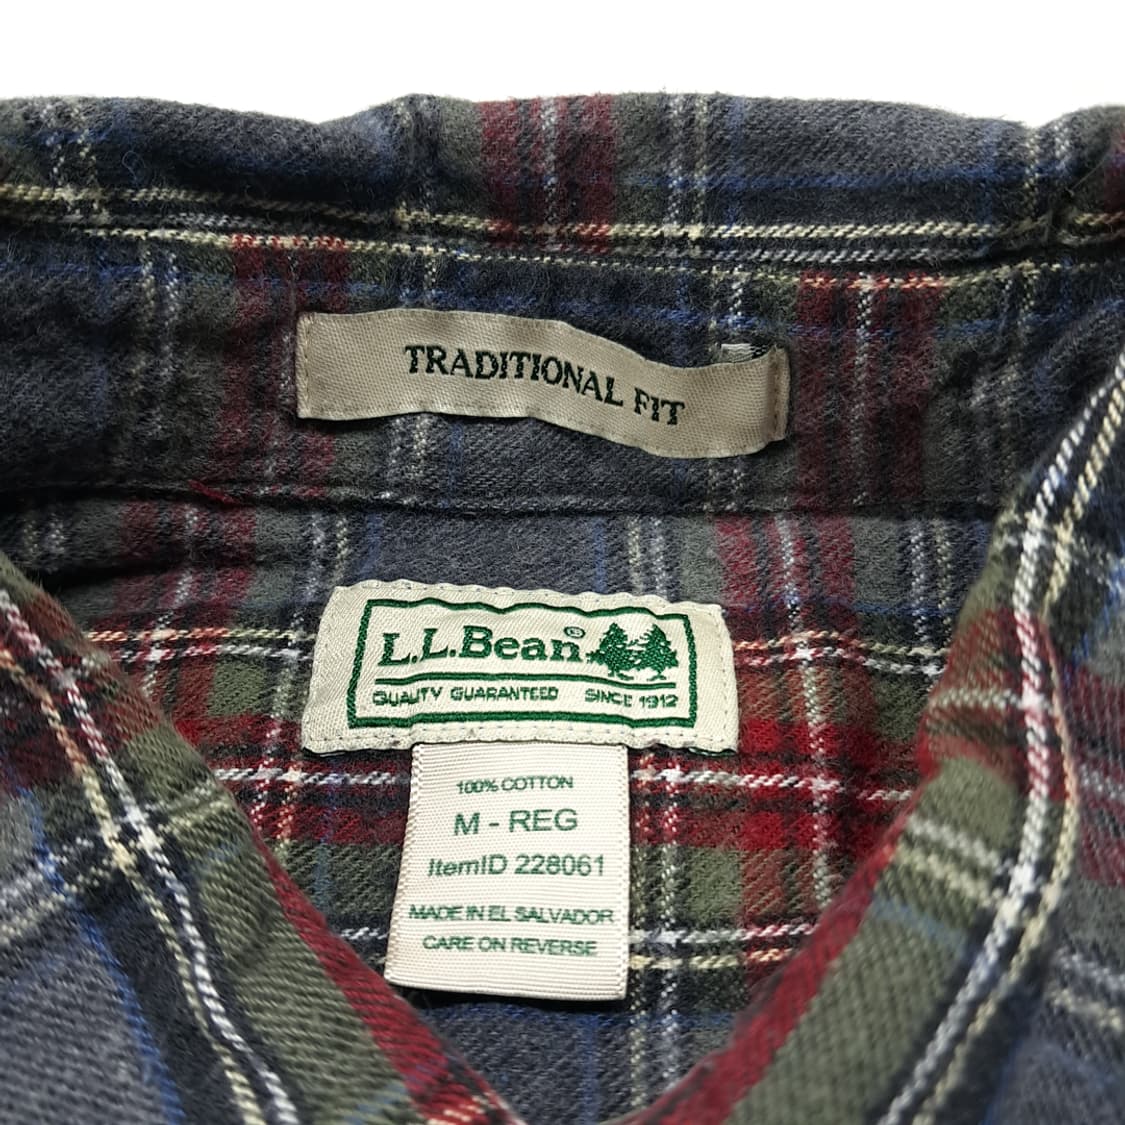 TRADITIONAL FIT
L.L.Bean®
QUALITY GUARANTEED SINCE 1912
100% COTTON
M - REG
ItemID 228061
MADE IN EL SALVADOR
CARE ON REVERSE